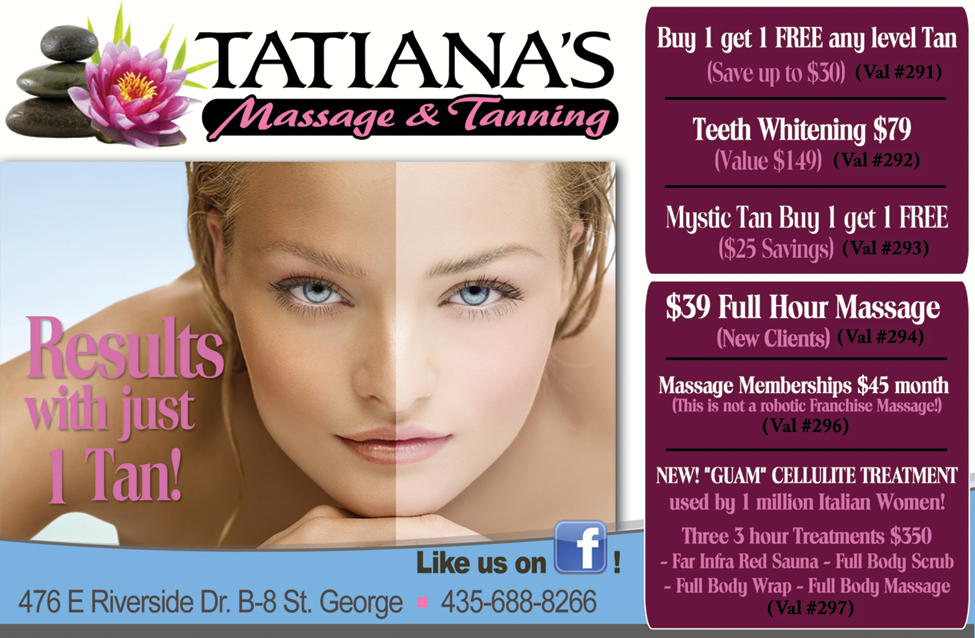 TATIANA'S
Massage & Tanning
Results
with just
1 Tan!
Like us on f !
476 E Riverside Dr. B-8 St. George ▪ 435-688-8266
Buy 1 get 1 FREE any level Tan
(Save up to $30) (Val #291)
Teeth Whitening $79
(Value $149) (Val #292)
Mystic Tan Buy 1 get 1 FREE
($25 Savings) (Val #293)
$39 Full Hour Massage
(New Clients) (Val #294)
Massage Memberships $45 month
(This is not a robotic Franchise Massage!)
(Val #296)
NEW! "GUAM" CELLULITE TREATMENT
used by 1 million Italian Women!
Three 3 hour Treatments $350
- Far Infra Red Sauna - Full Body Scrub
- Full Body Wrap - Full Body Massage
(Val #297)